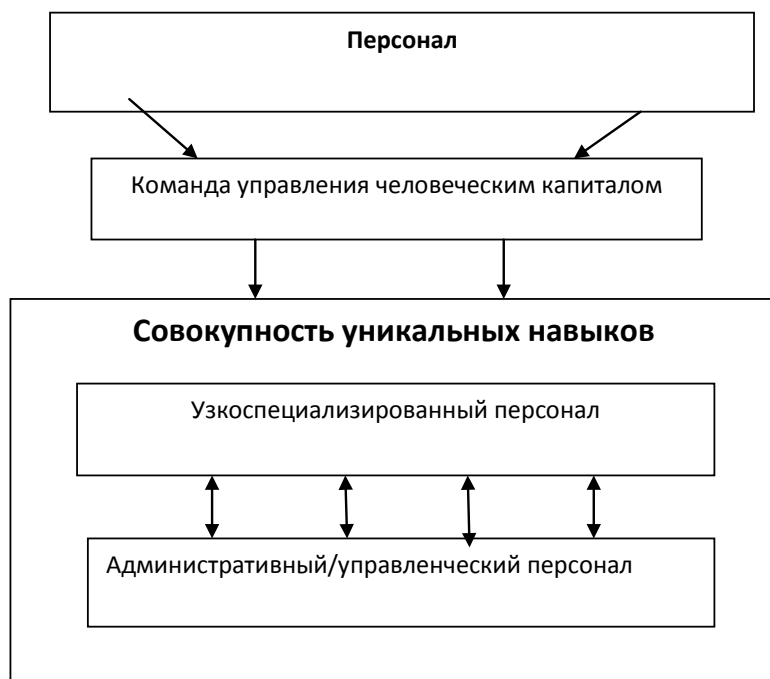 Персонал
Команда управления человеческим капиталом
Совокупность уникальных навыков
Узкоспециализированный персонал
Административный/управленческий персонал